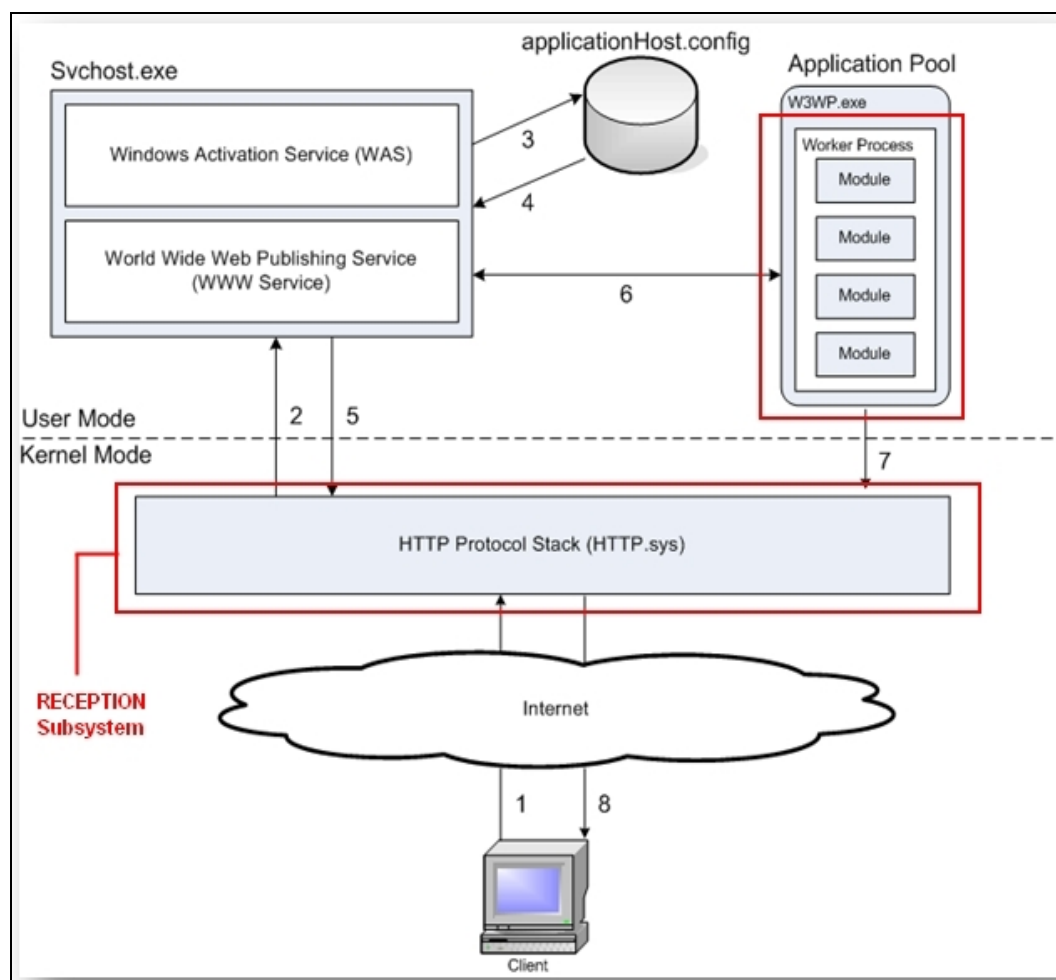 applicationHost.config
Svchost.exe
Application Pool
W3WP.exe
Windows Activation Service (WAS)
3
Worker Process
Module
4
Module
World Wide Web Publishing Service
(WWW Service)
6
Module
Module
User Mode
2
5
Kernel Mode
7
HTTP Protocol Stack (HTTP.sys)
RECEPTION
Subsystem
Internet
1
8
Client